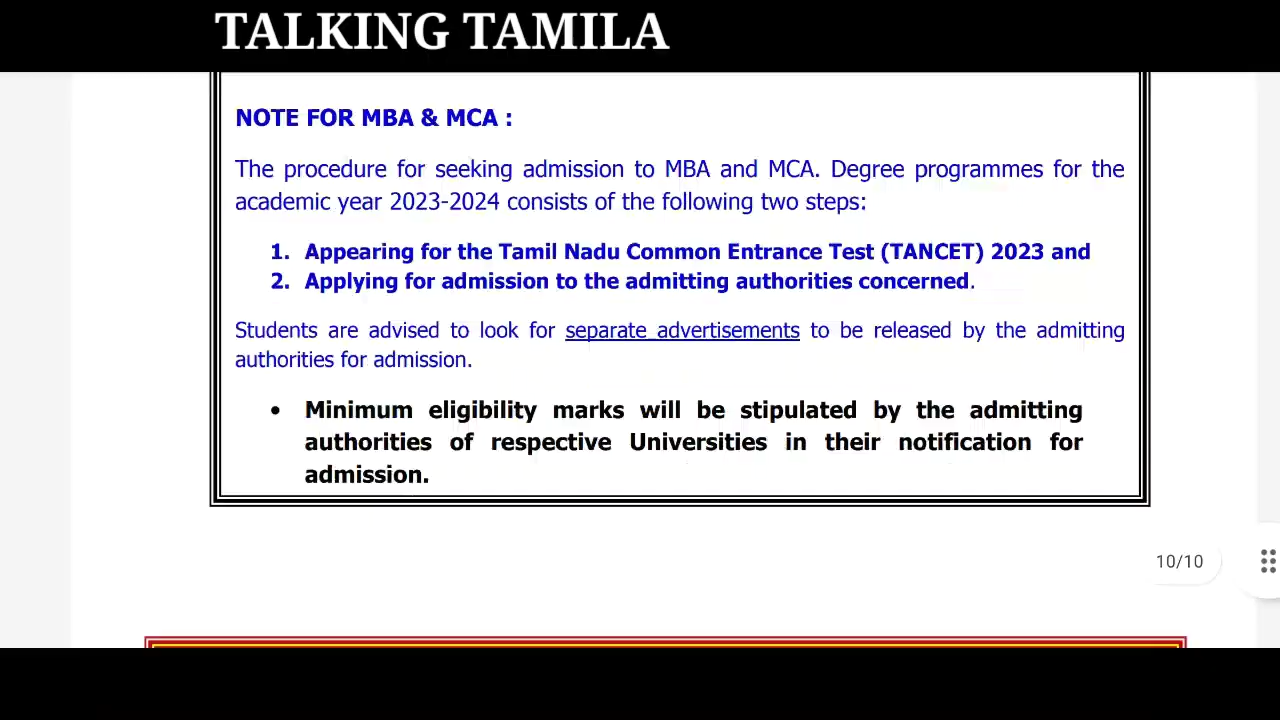 TALKING TAMILA
NOTE FOR MBA & MCA :
The procedure for seeking admission to MBA and MCA. Degree programmes for the
academic year 2023-2024 consists of the following two steps:
1. Appearing for the Tamil Nadu Common Entrance Test (TANCET) 2023 and
2. Applying for admission to the admitting authorities concerned.
Students are advised to look for separate advertisements to be released by the admitting
authorities for admission.
• Minimum eligibility marks will be stipulated by the admitting
authorities of respective Universities in their notification for
admission.
10/10